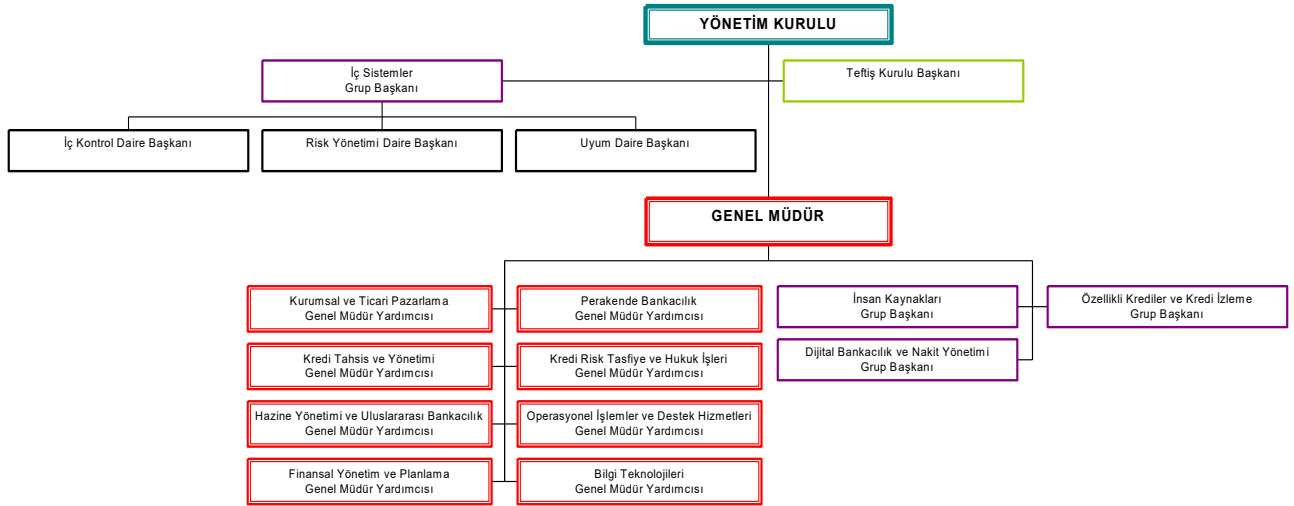 YÖNETİM KURULU
İç Sistemler
Grup Başkanı
Teftiş Kurulu Başkanı
İç Kontrol Daire Başkanı
Risk Yönetimi Daire Başkanı
Uyum Daire Başkanı
GENEL MÜDÜR
Kurumsal ve Ticari Pazarlama
Genel Müdür Yardımcısı
Perakende Bankacılık
Genel Müdür Yardımcısı
İnsan Kaynakları
Grup Başkanı
Özellikli Krediler ve Kredi İzleme
Grup Başkanı
Kredi Tahsis ve Yönetimi
Genel Müdür Yardımcısı
Kredi Risk Tasfiye ve Hukuk İşleri
Genel Müdür Yardımcısı
Dijital Bankacılık ve Nakit Yönetimi
Grup Başkanı
Hazine Yönetimi ve Uluslararası Bankacılık
Genel Müdür Yardımcısı
Operasyonel İşlemler ve Destek Hizmetleri
Genel Müdür Yardımcısı
Finansal Yönetim ve Planlama
Genel Müdür Yardımcısı
Bilgi Teknolojileri
Genel Müdür Yardımcısı